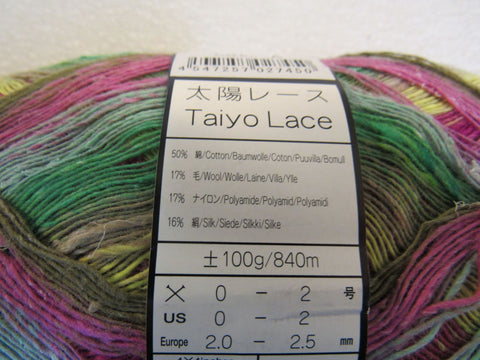 4 547257 027450
太陽レース
Taiyo Lace
50% 綿/Cotton/Baumwolle/Coton/Puuvilla/Bomull
17% 毛/Wool/Wolle/Laine/Villa/Ylle
17% ナイロン/Polyamide/Polyamid/Polyamidi
16% 絹/Silk/Siede/Silkki/Silke
±100g/840m
0 - 2 号
US 0 - 2
Europe 2.0 - 2.5 mm